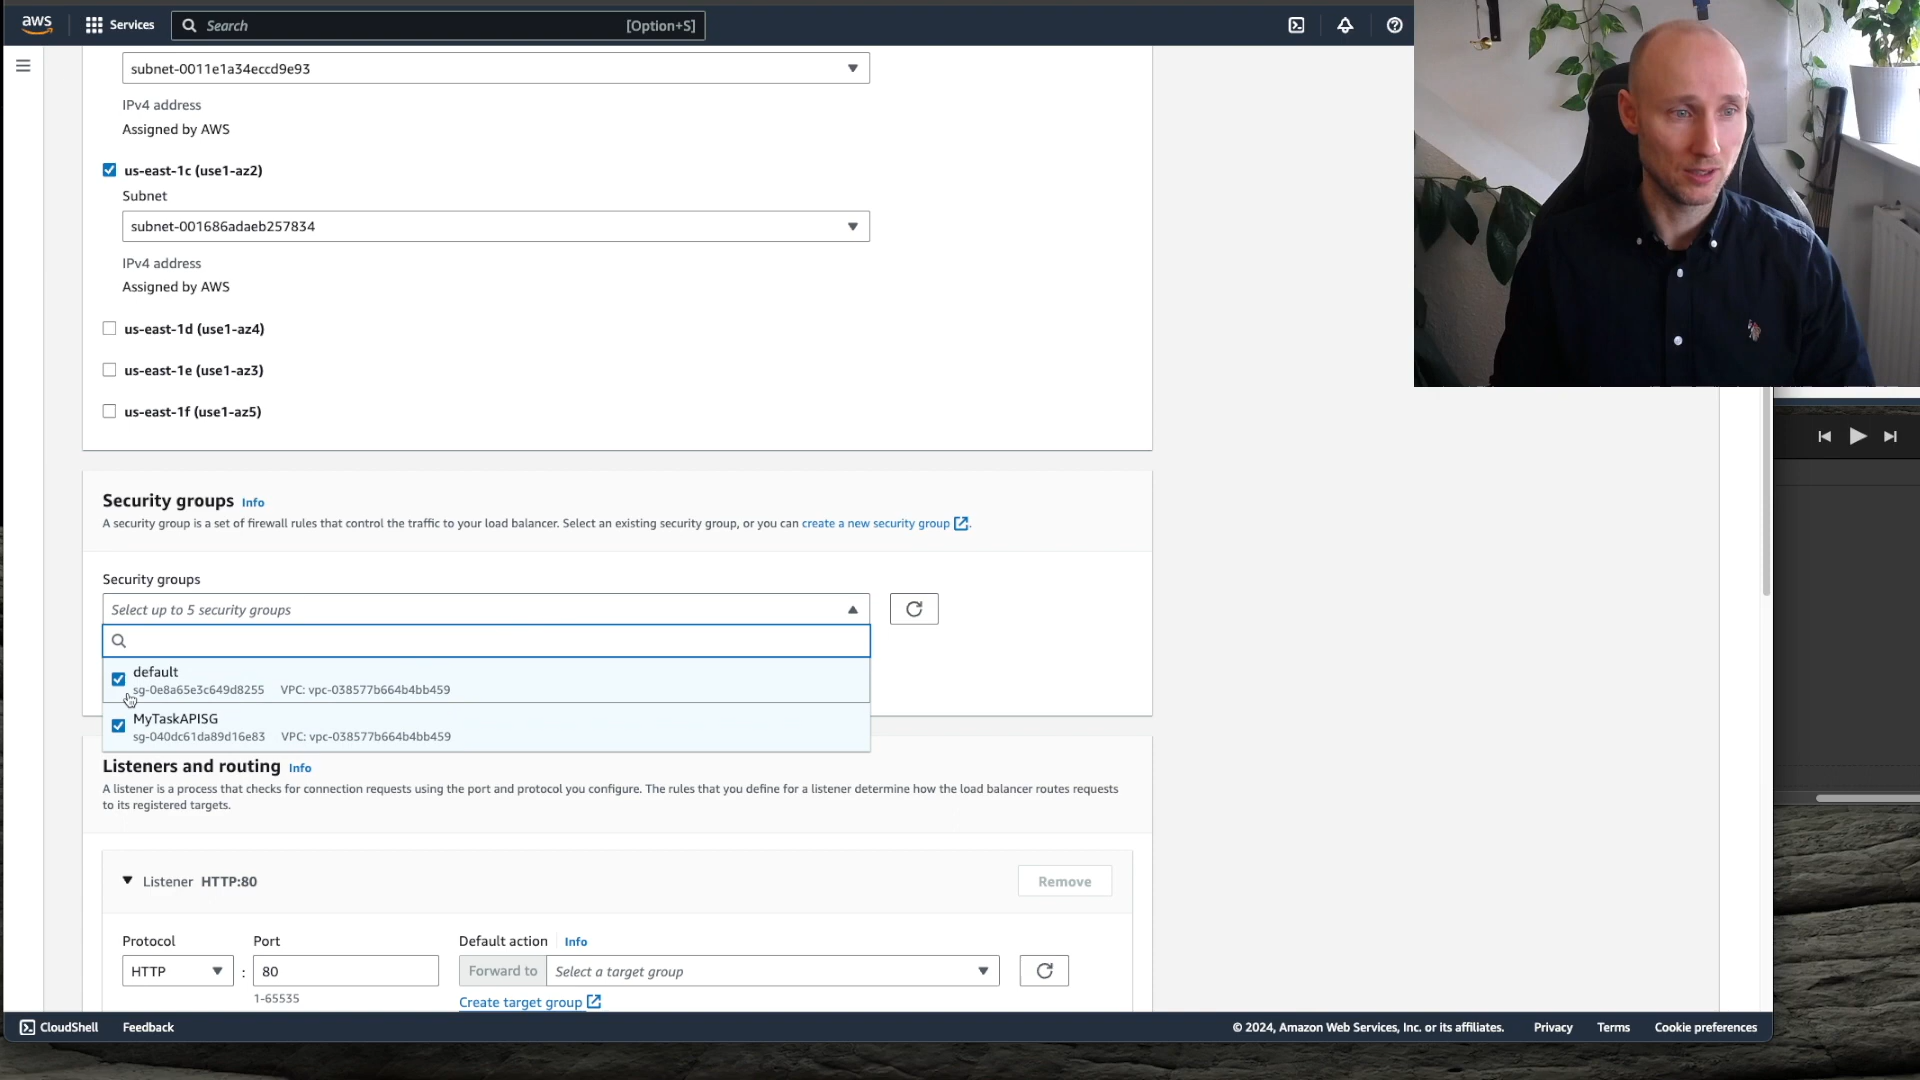 aws
Services
Search
[Option+S]
subnet-0011e1a34eccd9e93
IPv4 address
Assigned by AWS
us-east-1c (use1-az2)
Subnet
subnet-001686adaeb257834
IPv4 address
Assigned by AWS
us-east-1d (use1-az4)
us-east-1e (use1-az3)
us-east-1f (use1-az5)
Security groups Info
A security group is a set of firewall rules that control the traffic to your load balancer. Select an existing security group, or you can create a new security group.
Security groups
Select up to 5 security groups
default
sg-0e8a65e3c649d8255 VPC: vpc-038577b664b4bb459
MyTaskAPISG
sg-040dc61da89d16e83 VPC: vpc-038577b664b4bb459
Listeners and routing Info
A listener is a process that checks for connection requests using the port and protocol you configure. The rules that you define for a listener determine how the load balancer routes requests
to its registered targets.
Listener HTTP:80
Remove
Protocol Port Default action Info
HTTP : 80 Forward to Select a target group
1-65535
Create target group
CloudShell Feedback
© 2024, Amazon Web Services, Inc. or its affiliates. Privacy Terms Cookie preferences